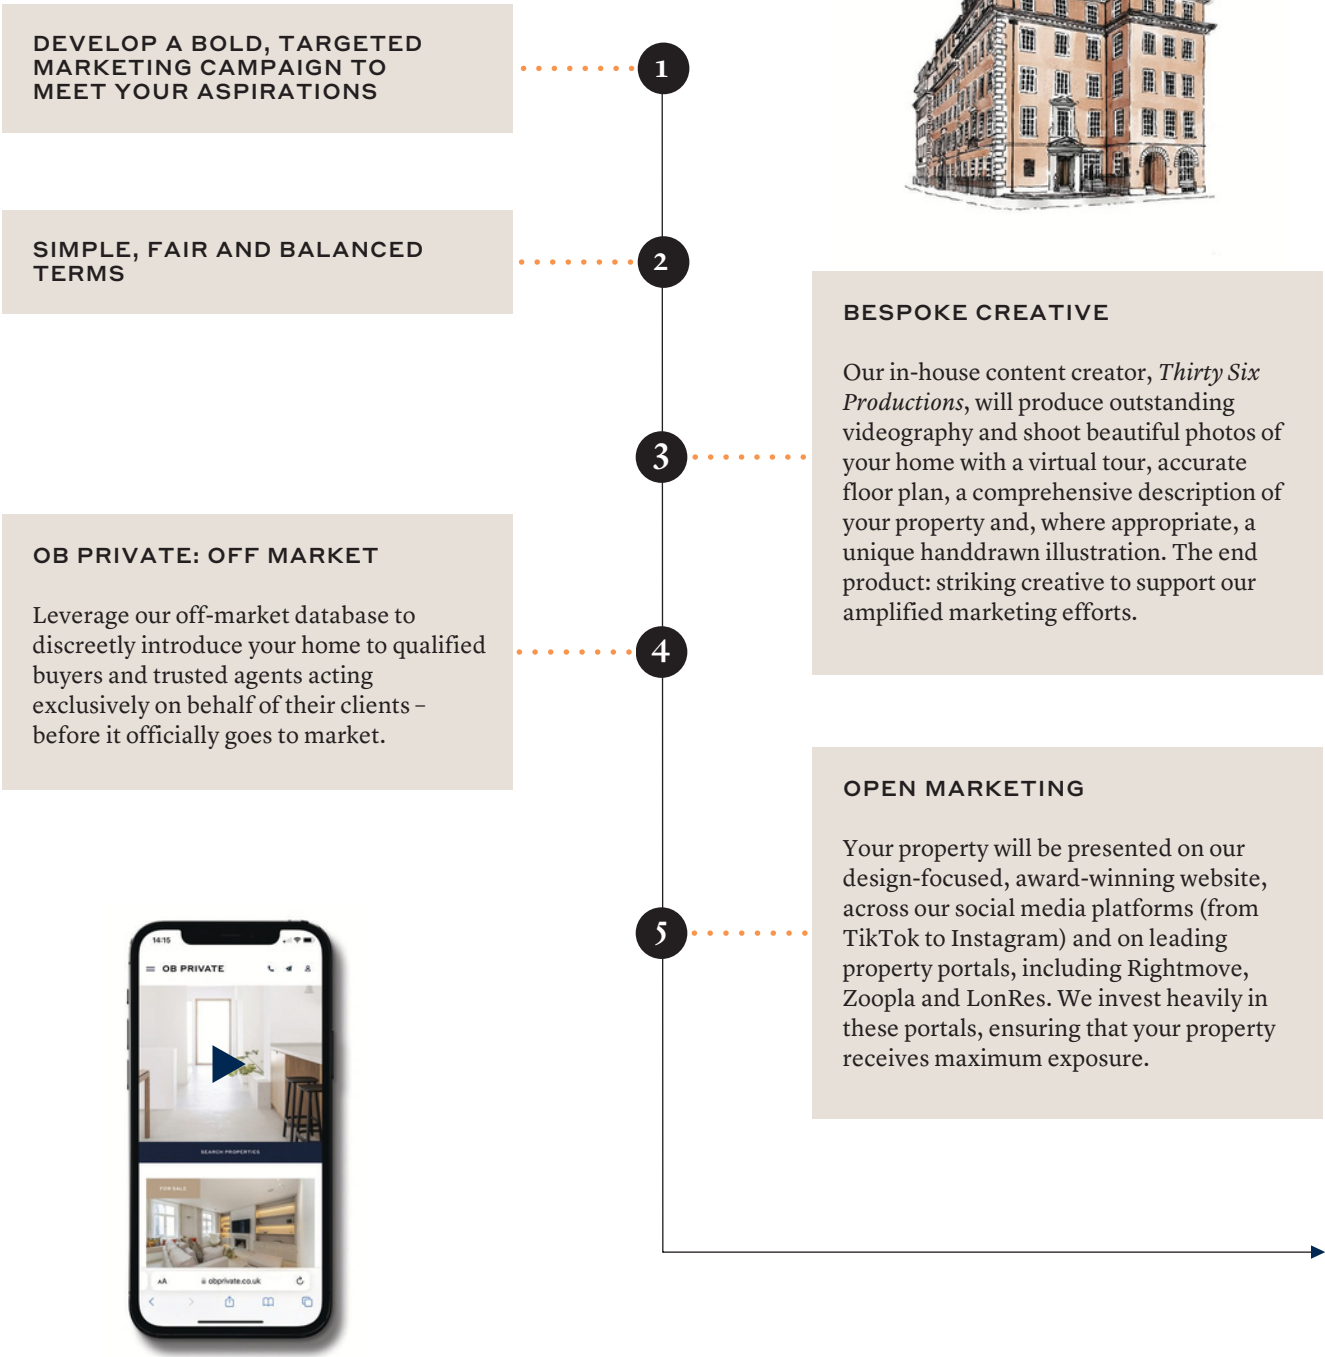 DEVELOP A BOLD, TARGETED
MARKETING CAMPAIGN TO
MEET YOUR ASPIRATIONS
1
SIMPLE, FAIR AND BALANCED
TERMS
2
BESPOKE CREATIVE
Our in-house content creator, Thirty Six
Productions, will produce outstanding
videography and shoot beautiful photos of
your home with a virtual tour, accurate
floor plan, a comprehensive description of
your property and, where appropriate, a
unique handdrawn illustration. The end
product: striking creative to support our
amplified marketing efforts.
3
OB PRIVATE: OFF MARKET
Leverage our off-market database to
discreetly introduce your home to qualified
buyers and trusted agents acting
exclusively on behalf of their clients –
before it officially goes to market.
4
OPEN MARKETING
Your property will be presented on our
design-focused, award-winning website,
across our social media platforms (from
TikTok to Instagram) and on leading
property portals, including Rightmove,
Zoopla and LonRes. We invest heavily in
these portals, ensuring that your property
receives maximum exposure.
5
14:15
OB PRIVATE
SEARCH PROPERTIES
FOR SALE
AA
obprivate.co.uk